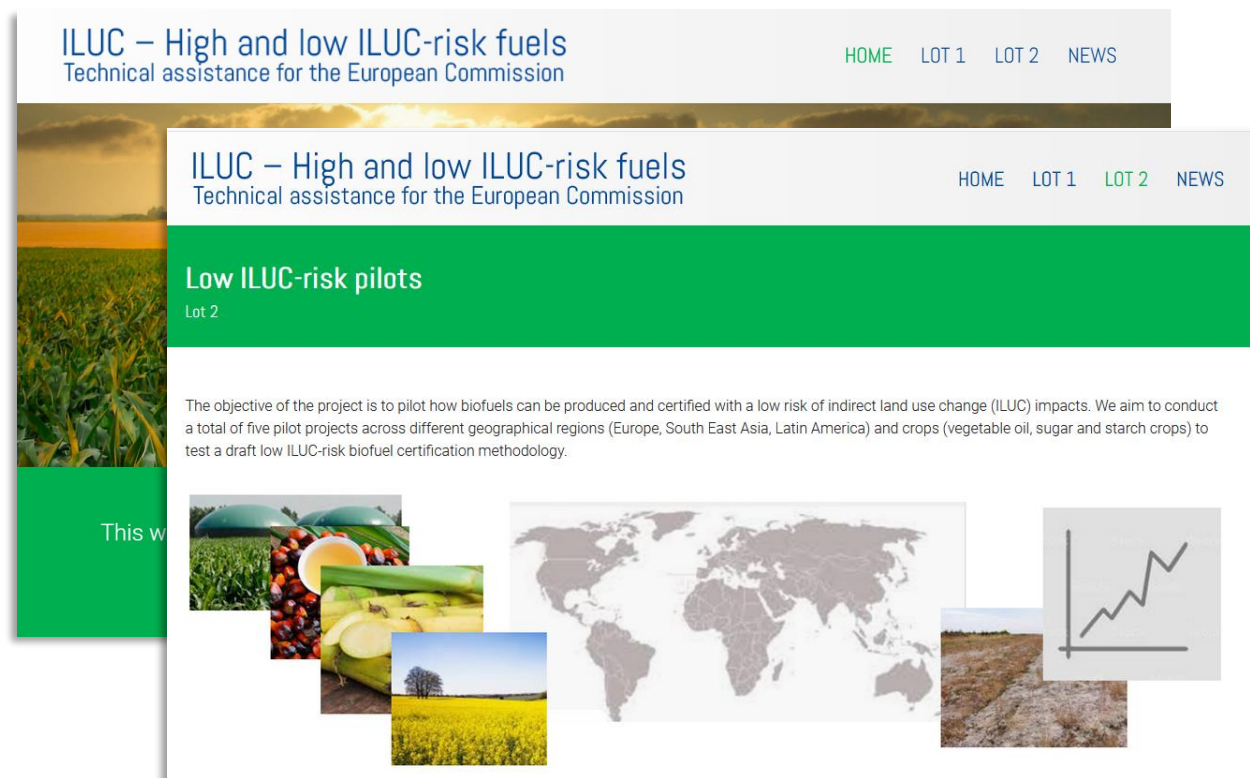 ILUC – High and low ILUC-risk fuels
Technical assistance for the European Commission
HOME LOT 1 LOT 2 NEWS
ILUC – High and low ILUC-risk fuels
Technical assistance for the European Commission
HOME LOT 1 LOT 2 NEWS
Low ILUC-risk pilots
Lot 2
The objective of the project is to pilot how biofuels can be produced and certified with a low risk of indirect land use change (ILUC) impacts. We aim to conduct
a total of five pilot projects across different geographical regions (Europe, South East Asia, Latin America) and crops (vegetable oil, sugar and starch crops) to
test a draft low ILUC-risk biofuel certification methodology.
This